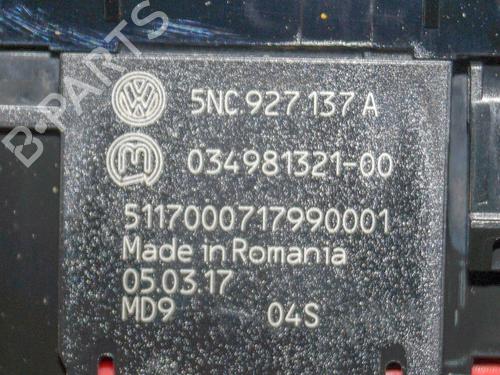 B-PARTS
5NC 927 137 A
034981321-00
5117000717990001
Made in Romania
05.03.17
MD9 04S